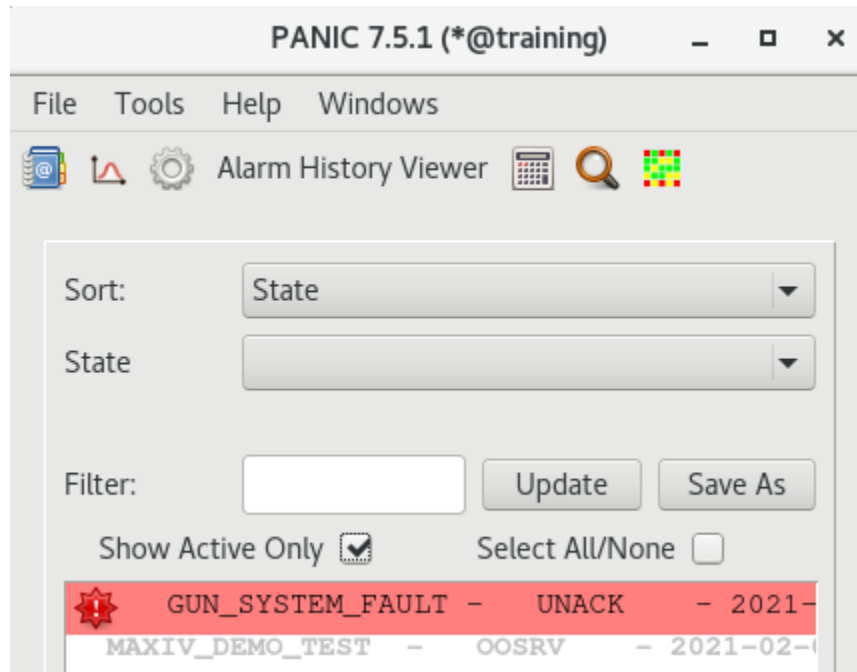 PANIC 7.5.1 (*@training)
File Tools Help Windows
Alarm History Viewer
Sort: State
State
Filter: Update Save As
Show Active Only Select All/None
GUN_SYSTEM_FAULT - UNACK - 2021-
MAXIV_DEMO_TEST - OOSRV - 2021-02-